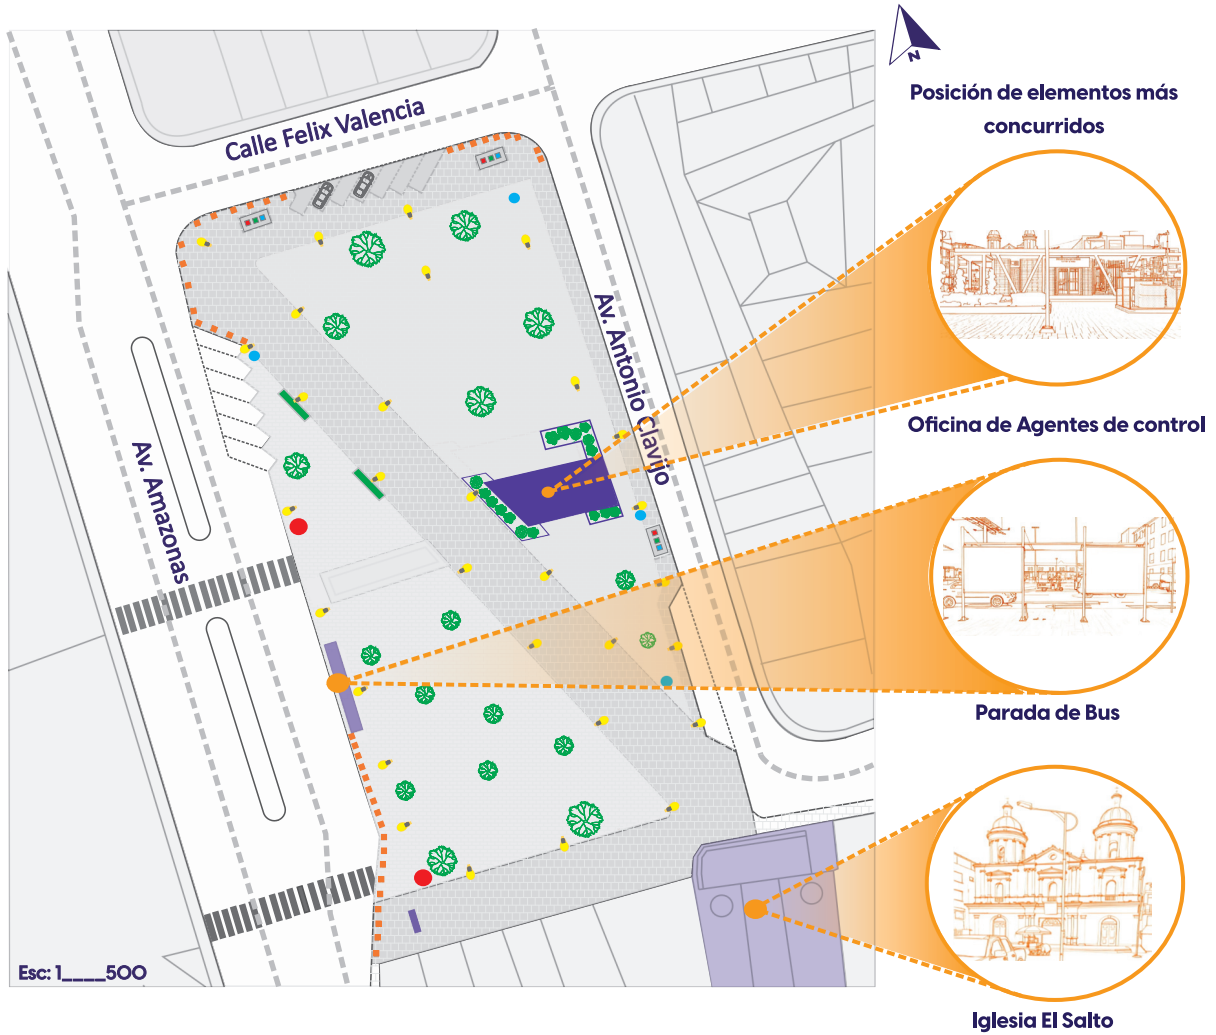 N
Posición de elementos más
concurridos
Calle Felix Valencia
Av. Antonio Clavijo
Oficina de Agentes de control
Av. Amazonas
Parada de Bus
Esc: 1____500
Iglesia El Salto